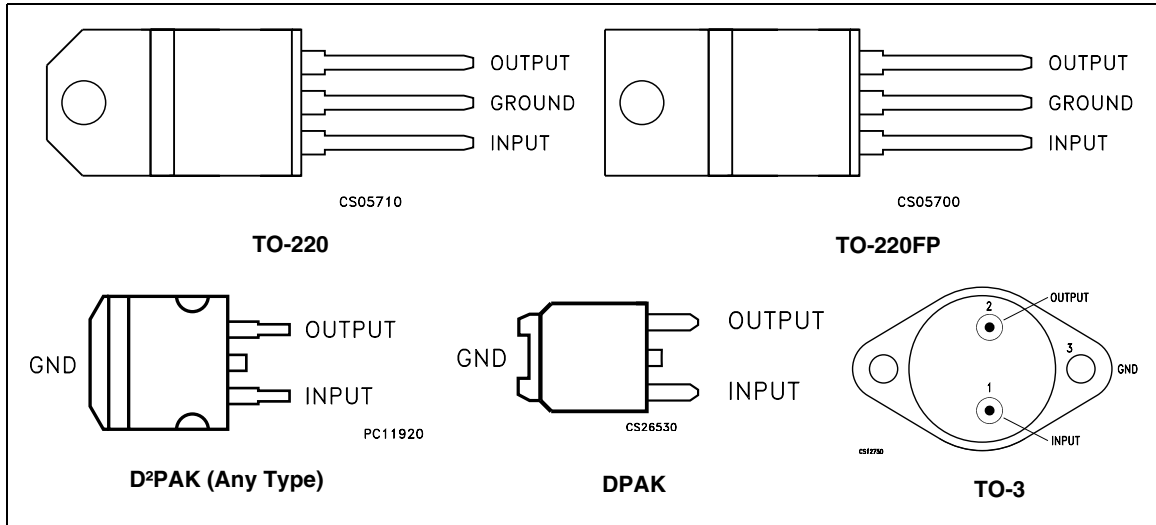 OUTPUT
GROUND
INPUT
CS05710
TO-220
OUTPUT
GROUND
INPUT
CS05700
TO-220FP
GND
OUTPUT
INPUT
PC11920
D²PAK (Any Type)
GND
OUTPUT
INPUT
CS26530
DPAK
OUTPUT
2
3
GND
1
INPUT
CS12750
TO-3